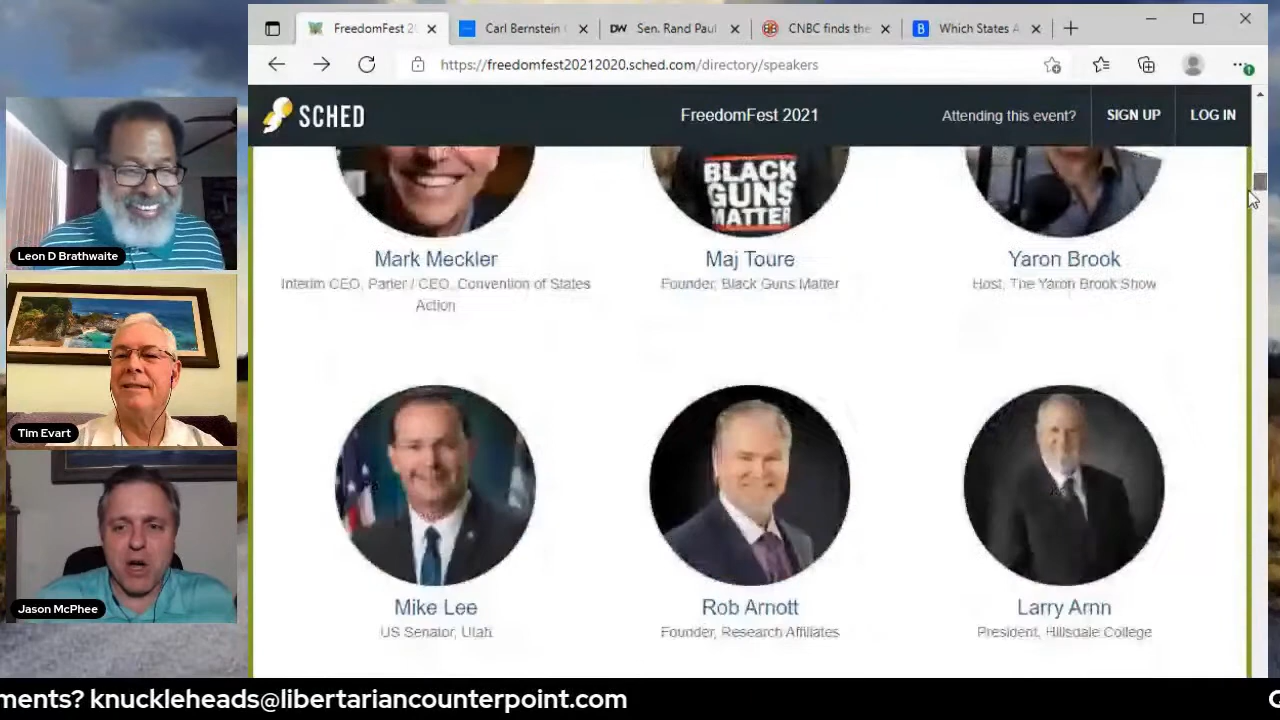 FreedomFest 2
Carl Bernstein
DW Sen. Rand Paul
CNBC finds the
B Which States A
https://freedomfest20212020.sched.com/directory/speakers
SCHED
FreedomFest 2021
Attending this event?
SIGN UP
LOG IN
BLACK
GUNS
MATTER
Mark Meckler
Interim CEO, Parler / CEO, Convention of States
Action
Maj Toure
Founder, Black Guns Matter
Yaron Brook
Host, The Yaron Brook Show
Mike Lee
US Senator, Utah
Rob Arnott
Founder, Research Affiliates
Larry Arnn
President, Hillsdale College
Leon D Brathwaite
Tim Evart
Jason McPhee
ments? knuckleheads@libertariancounterpoint.com